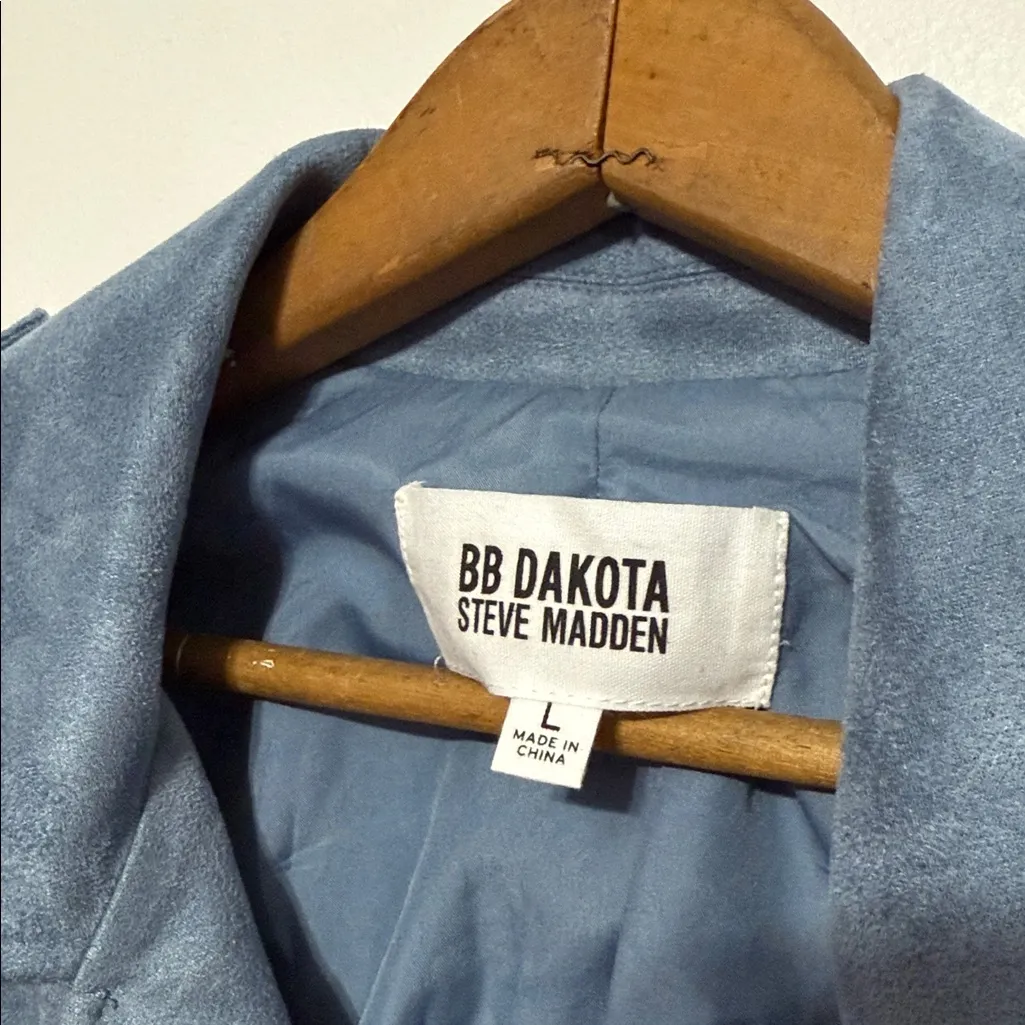 BB DAKOTA
STEVE MADDEN
L
MADE IN
CHINA